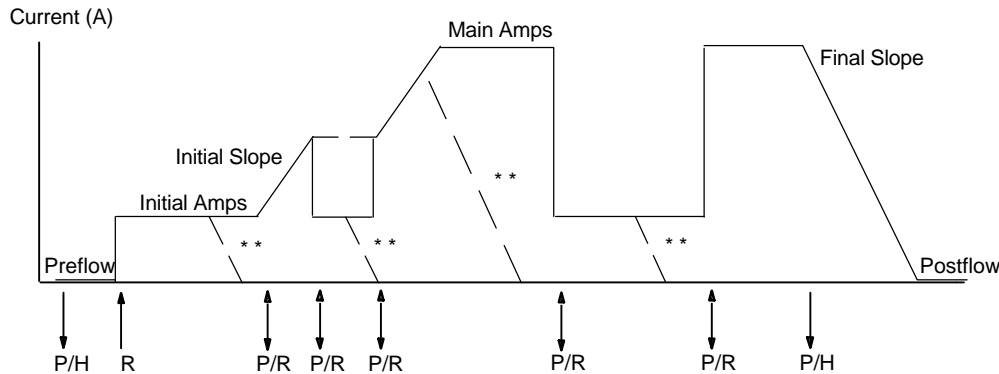 Current (A)
Main Amps
Final Slope
Initial Slope
* *
Initial Amps
* *
* *
* *
Preflow
Postflow
P/H
R
P/R
P/R
P/R
P/R
P/R
P/H